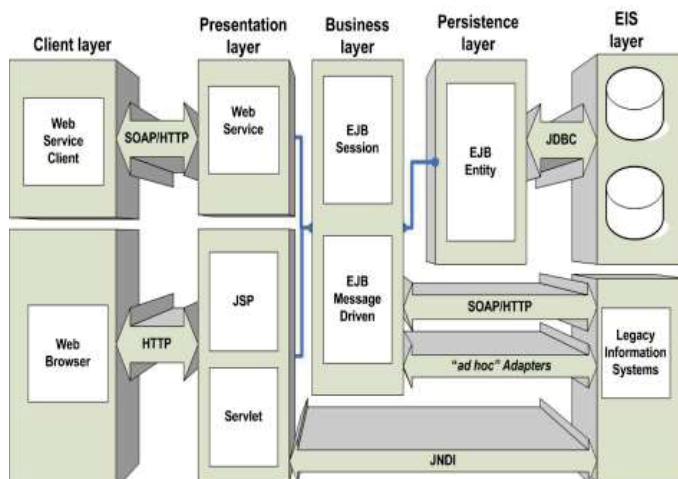 Client layer
Presentation
layer
Business
layer
Persistence
layer
EIS
layer
Web
Service
Client
SOAP/HTTP
Web
Service
EJB
Session
EJB
Entity
JDBC
Web
Browser
HTTP
JSP
Servlet
EJB
Message
Driven
SOAP/HTTP
"ad hoc" Adapters
JNDI
Legacy
Information
Systems